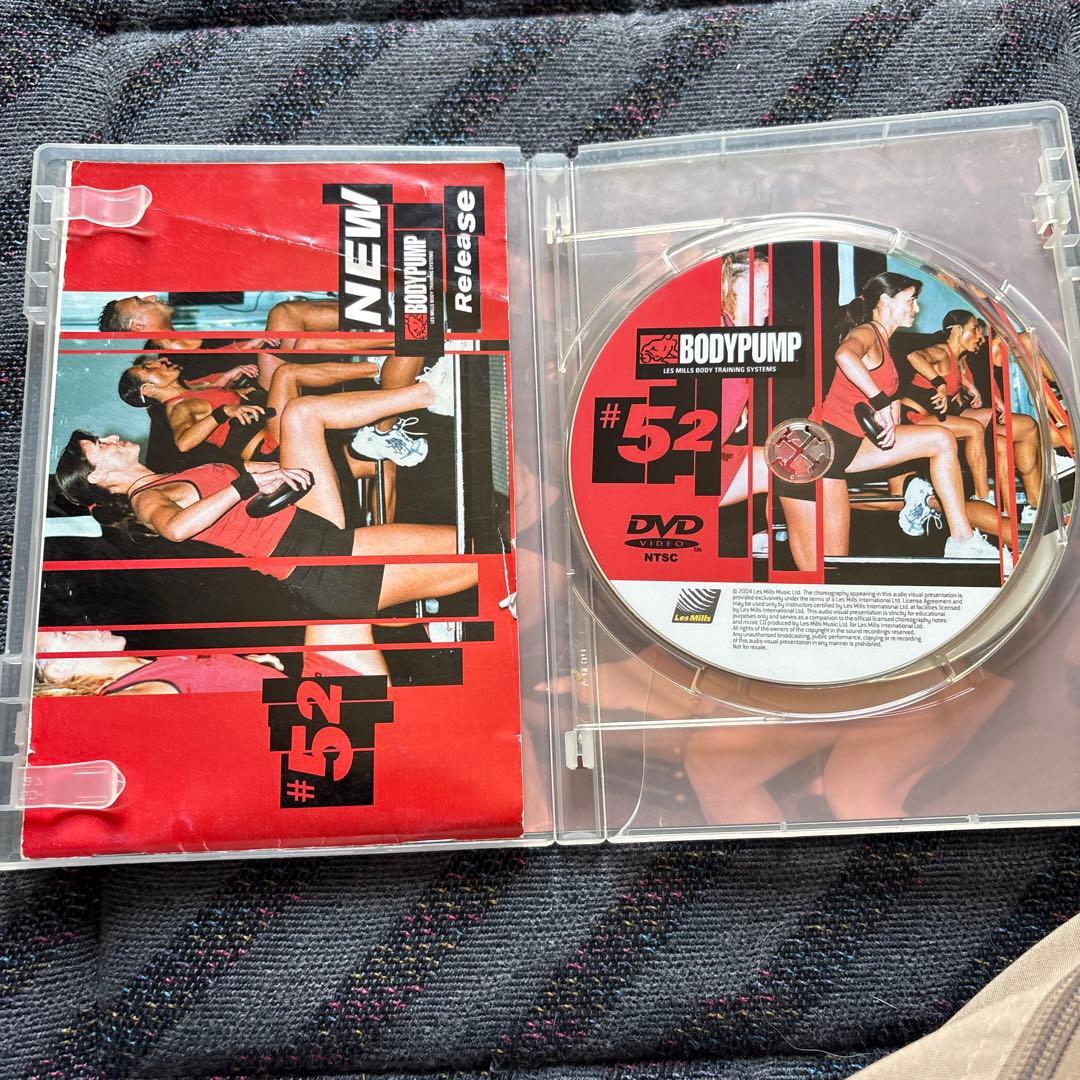 NEW
BODYPUMP
LES MILLS BODY TRAINING SYSTEMS
Release
#52
BODYPUMP
LES MILLS BODY TRAINING SYSTEMS
#52
DVD
VIDEO
TM
NTSC
Les Mills
© 2004 Les Mills Music Ltd. The choreography appearing in this audio visual presentation is
provided exclusively under the terms of a Les Mills International Ltd. License Agreement and
may be used only by instructors certified by Les Mills International Ltd. at facilities licensed
by Les Mills International Ltd. This audio visual presentation is strictly for educational
purposes only and serves as a companion to the official licensed choreography notes
and music CD produced by Les Mills Music Ltd. for Les Mills International Ltd.
All rights of the owners of the copyright in the sound recordings reserved.
Any unauthorised broadcasting, public performance, copying or re-recording
of this audio visual presentation in any manner is prohibited.
Not for resale.